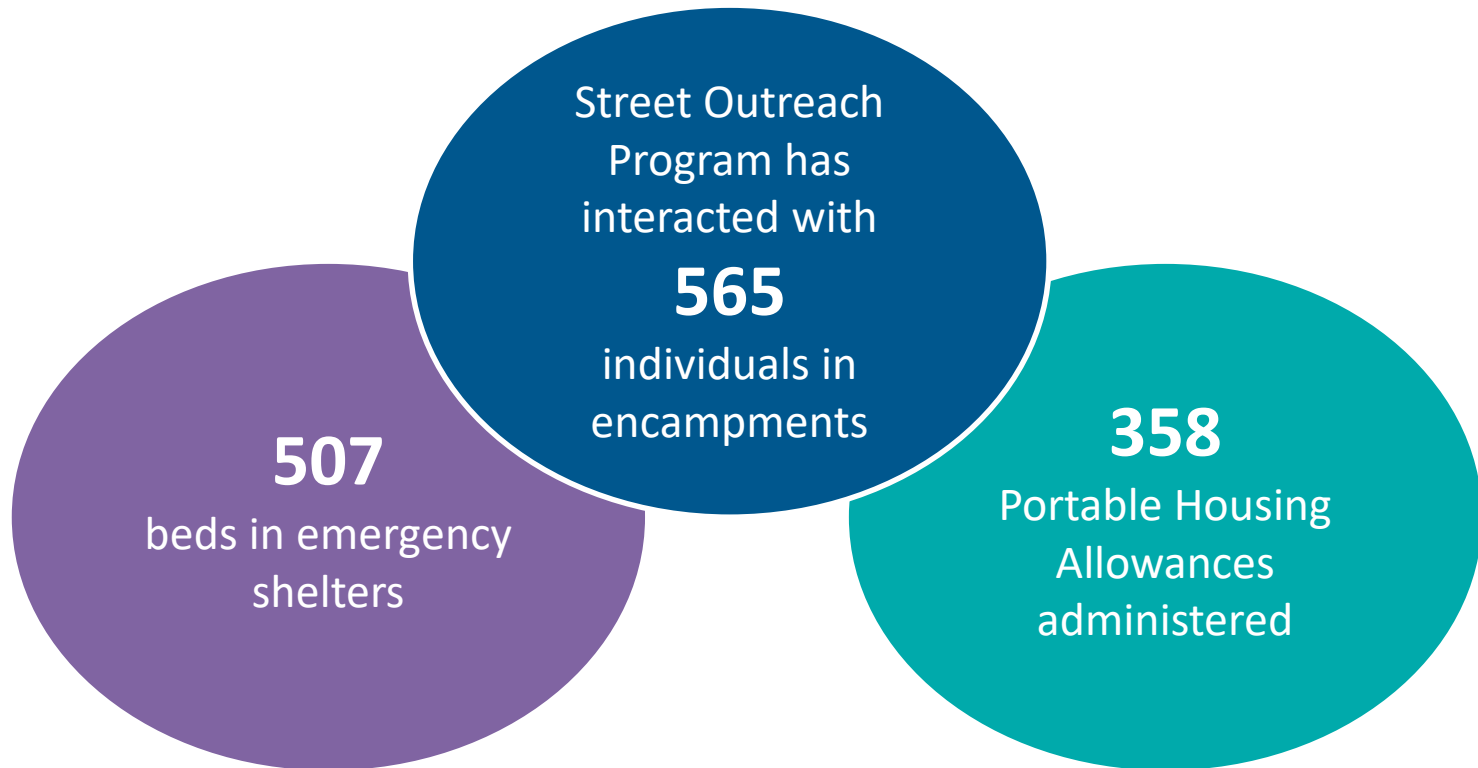 Street Outreach
Program has
interacted with
565
individuals in
encampments
507
beds in emergency
shelters
358
Portable Housing
Allowances
administered